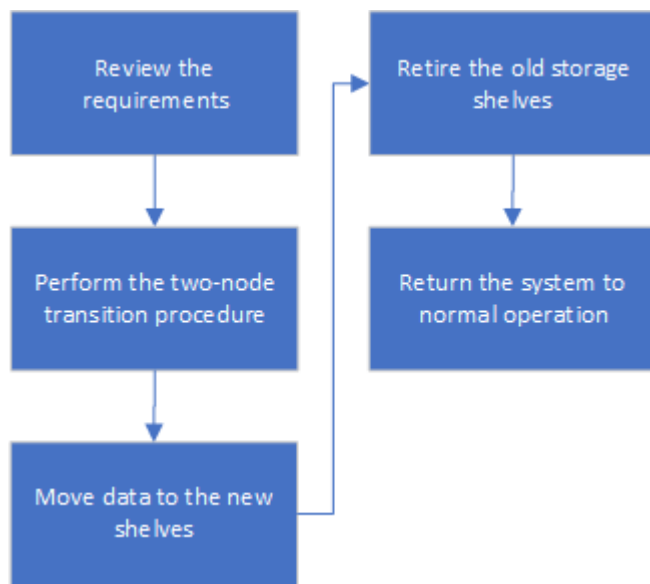 Review the
requirements
Perform the two-node
transition procedure
Move data to the new
shelves
Retire the old storage
shelves
Return the system to
normal operation